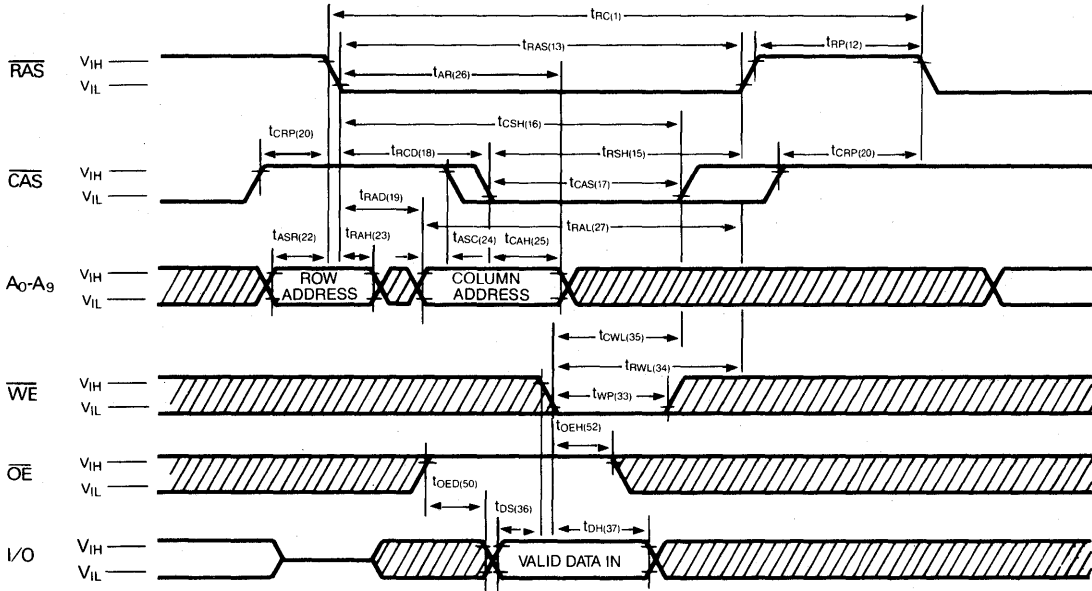 tRC(1)
tRAS(13)
tRP(12)
RAS
VIH
VIL
tAR(26)
tCSH(16)
tCRP(20)
tRCD(18)
tRSH(15)
tCRP(20)
CAS
VIH
VIL
tCAS(17)
tRAD(19)
tRAL(27)
tASR(22)
tRAH(23)
tASC(24)
tCAH(25)
A0-A9
VIH
VIL
ROW
ADDRESS
COLUMN
ADDRESS
tCWL(35)
tRWL(34)
WE
VIH
VIL
tWP(33)
tOEH(52)
OE
VIH
VIL
tOED(50)
tDS(36)
tDH(37)
I/O
VIH
VIL
VALID DATA IN